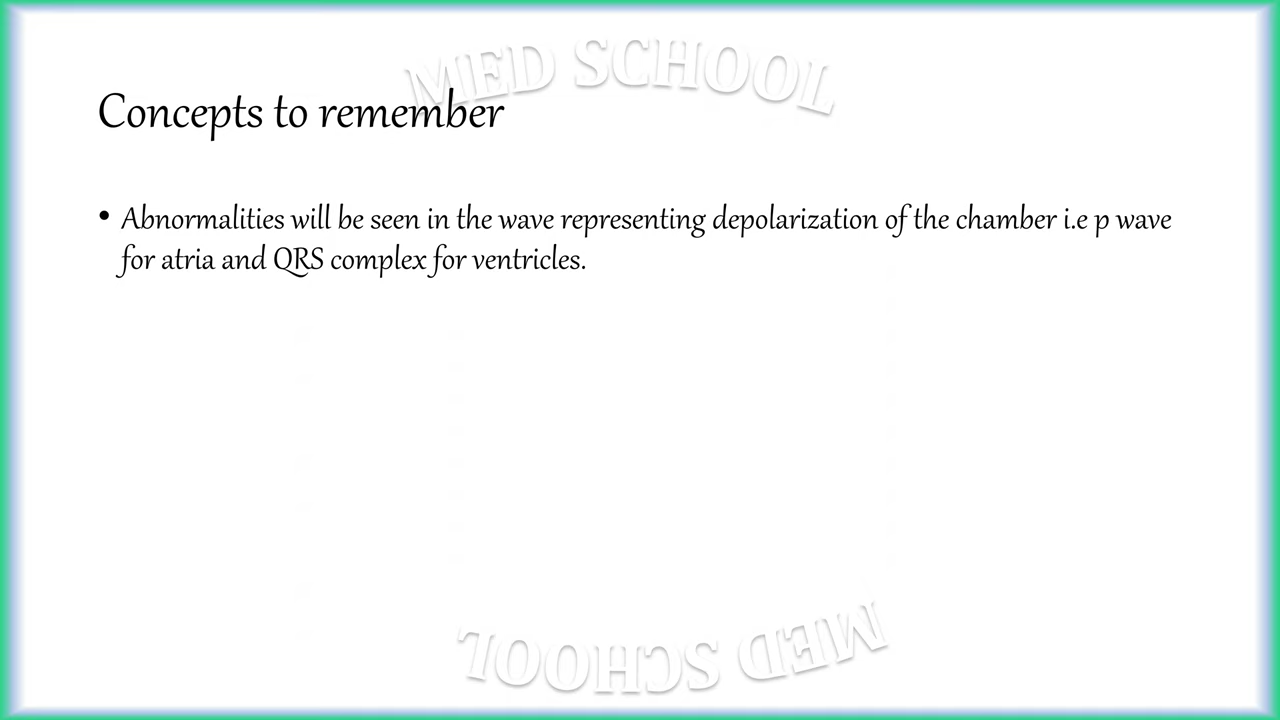 MED SCHOOL
Concepts to remember
• Abnormalities will be seen in the wave representing depolarization of the chamber i.e p wave
for atria and QRS complex for ventricles.
MED SCHOOL